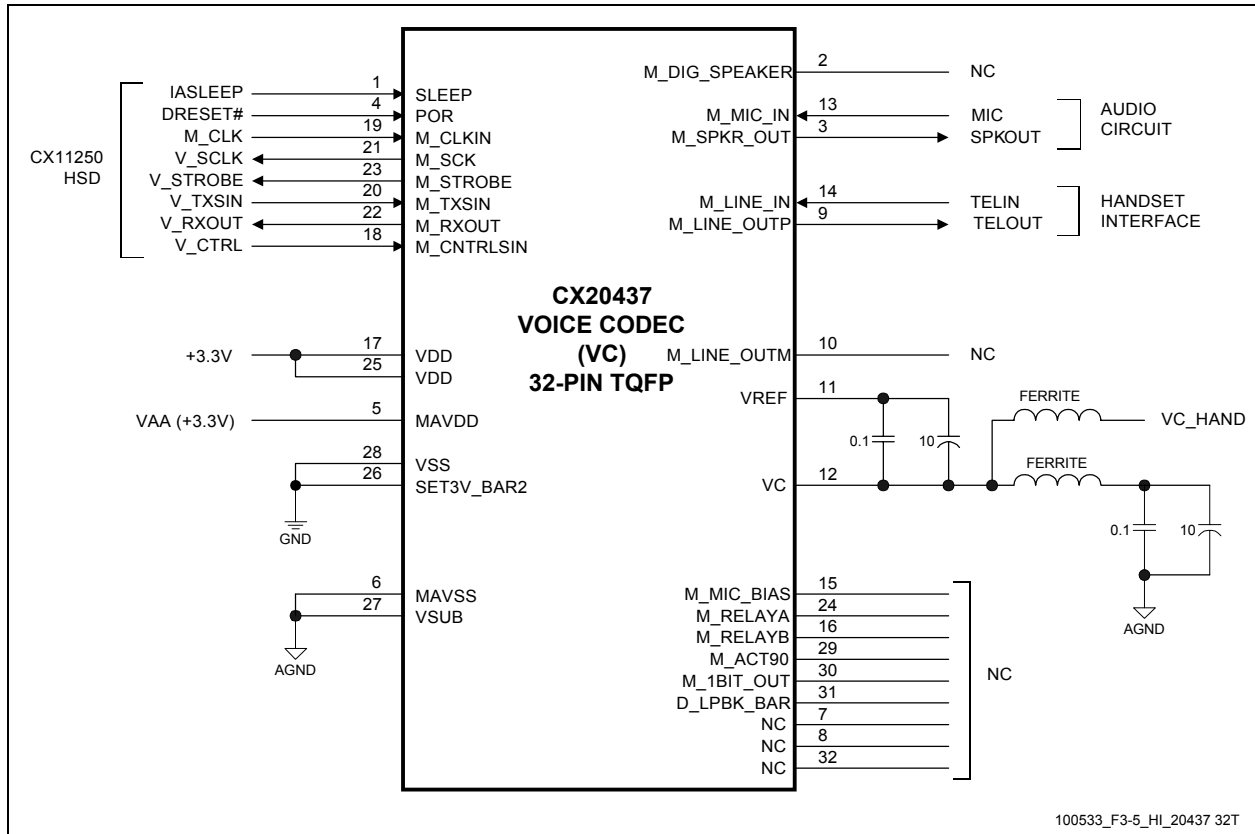 CX11250
HSD
IASLEEP 1 SLEEP
DRESET# 4 POR
M_CLK 19 M_CLKIN
V_SCLK 21 M_SCK
V_STROBE 23 M_STROBE
V_TXSIN 20 M_TXSIN
V_RXOUT 22 M_RXOUT
V_CTRL 18 M_CNTRLSIN
+3.3V 17 VDD
25 VDD
VAA (+3.3V) 5 MAVDD
28 VSS
26 SET3V_BAR2
GND
6 MAVSS
27 VSUB
AGND
CX20437
VOICE CODEC
(VC)
32-PIN TQFP
M_DIG_SPEAKER 2 NC
M_MIC_IN 13 MIC
M_SPKR_OUT 3 SPKOUT
AUDIO
CIRCUIT
M_LINE_IN 14 TELIN
M_LINE_OUTP 9 TELOUT
HANDSET
INTERFACE
M_LINE_OUTM 10 NC
VREF 11
0.1 10
FERRITE
VC_HAND
VC 12
FERRITE
0.1 10
AGND
M_MIC_BIAS 15
M_RELAYA 24
M_RELAYB 16
M_ACT90 29
M_1BIT_OUT 30
D_LPBK_BAR 31
NC 7
NC 8
NC 32
NC
100533_F3-5_HI_20437 32T